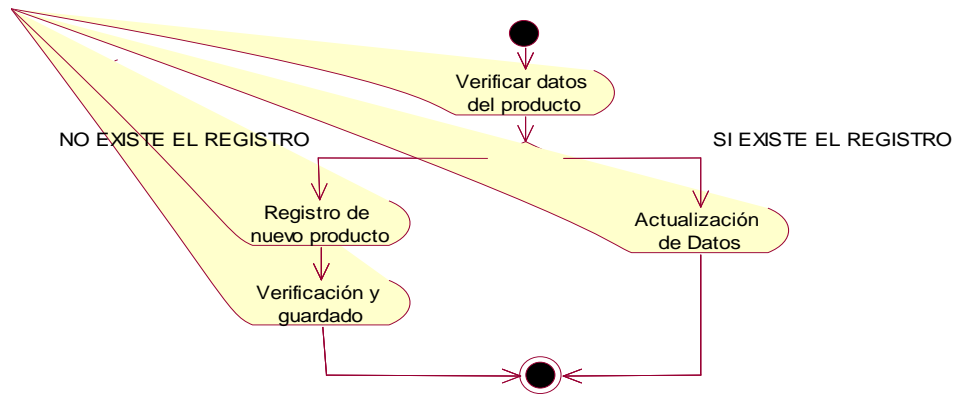 Verificar datos
del producto
NO EXISTE EL REGISTRO
SI EXISTE EL REGISTRO
Registro de
nuevo producto
Actualización
de Datos
Verificación y
guardado